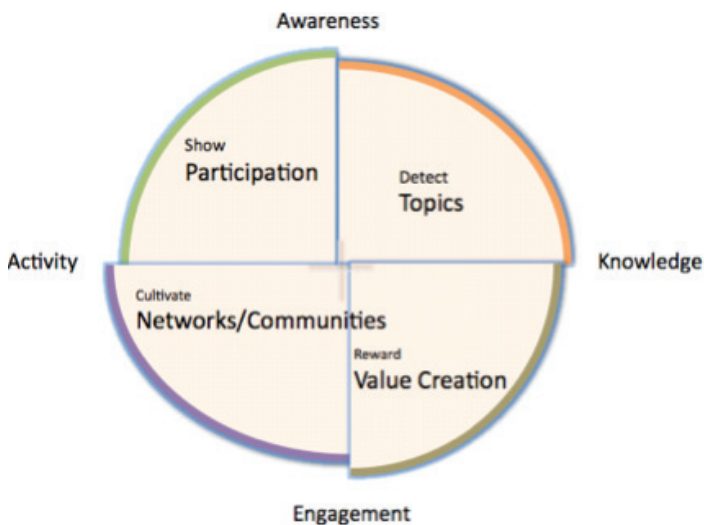 Awareness
Show
Participation
Detect
Topics
Activity
Knowledge
Cultivate
Networks/Communities
Reward
Value Creation
Engagement